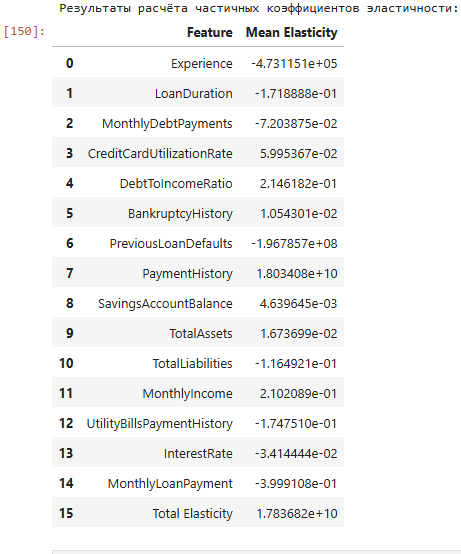 Результаты расчёта частичных коэффициентов эластичности:
[150]:
Feature Mean Elasticity
0 Experience -4.731151e+05
1 LoanDuration -1.718888e-01
2 MonthlyDebtPayments -7.203875e-02
3 CreditCardUtilizationRate 5.995367e-02
4 DebtToIncomeRatio 2.146182e-01
5 BankruptcyHistory 1.054301e-02
6 PreviousLoanDefaults -1.967857e+08
7 PaymentHistory 1.803408e+10
8 SavingsAccountBalance 4.639645e-03
9 TotalAssets 1.673699e-02
10 TotalLiabilities -1.164921e-01
11 MonthlyIncome 2.102089e-01
12 UtilityBillsPaymentHistory -1.747510e-01
13 InterestRate -3.414444e-02
14 MonthlyLoanPayment -3.999108e-01
15 Total Elasticity 1.783682e+10